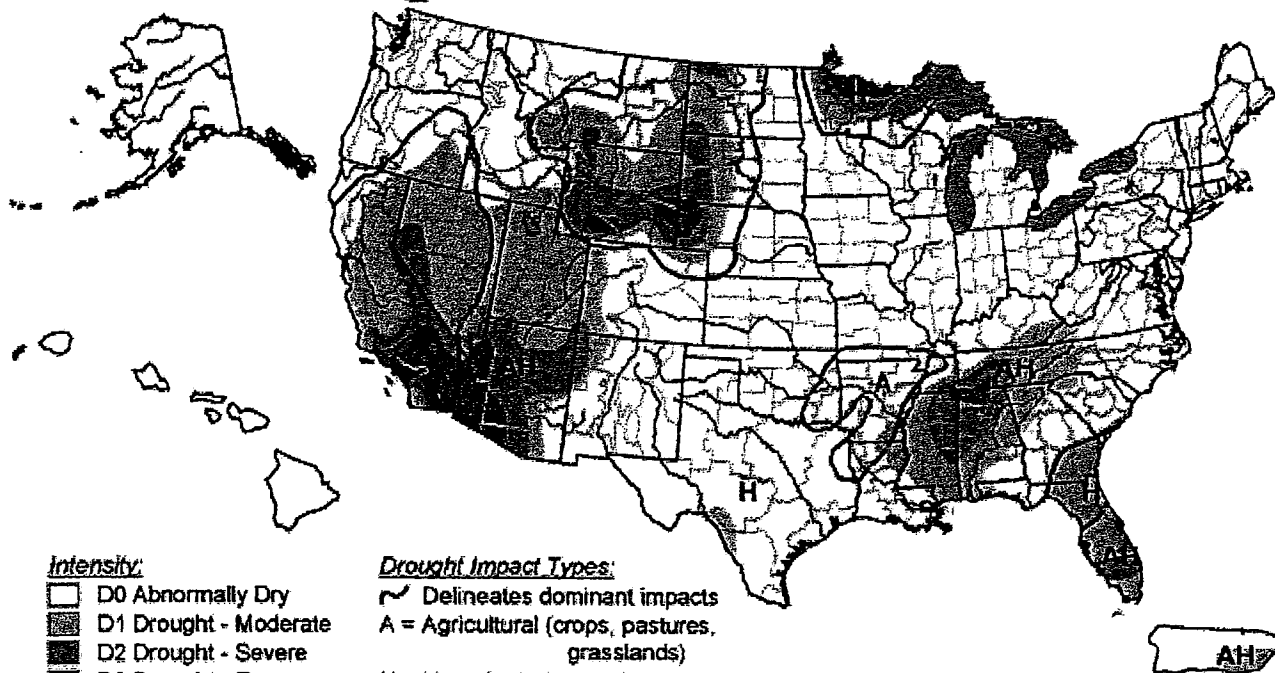 AH
A
AH
H
H
AH
AH
Intensity:
D0 Abnormally Dry
D1 Drought - Moderate
D2 Drought - Severe
Drought Impact Types:
Delineates dominant impacts
A = Agricultural (crops, pastures,
grasslands)